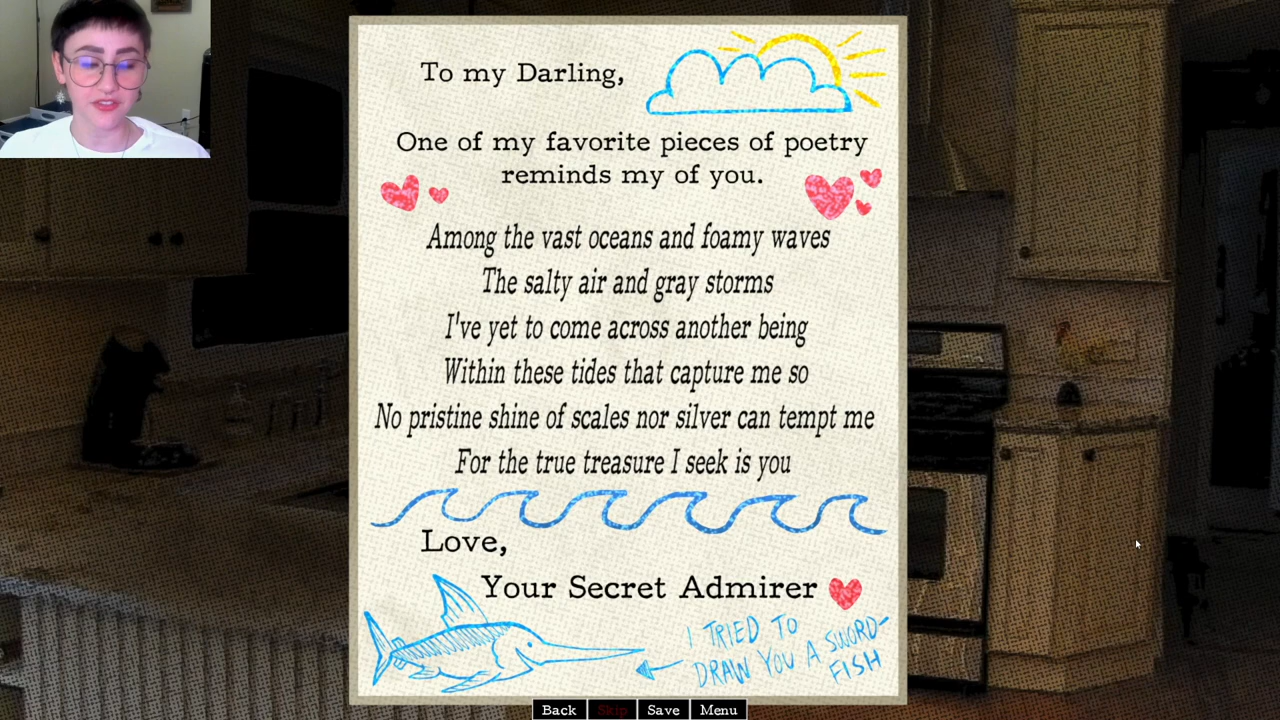 To my Darling,
One of my favorite pieces of poetry
reminds my of you.
Among the vast oceans and foamy waves
The salty air and gray storms
I've yet to come across another being
Within these tides that capture me so
No pristine shine of scales nor silver can tempt me
For the true treasure I seek is you
Love,
Your Secret Admirer
I TRIED TO
DRAW YOU A SWORD-
FISH
Back Skip Save Menu